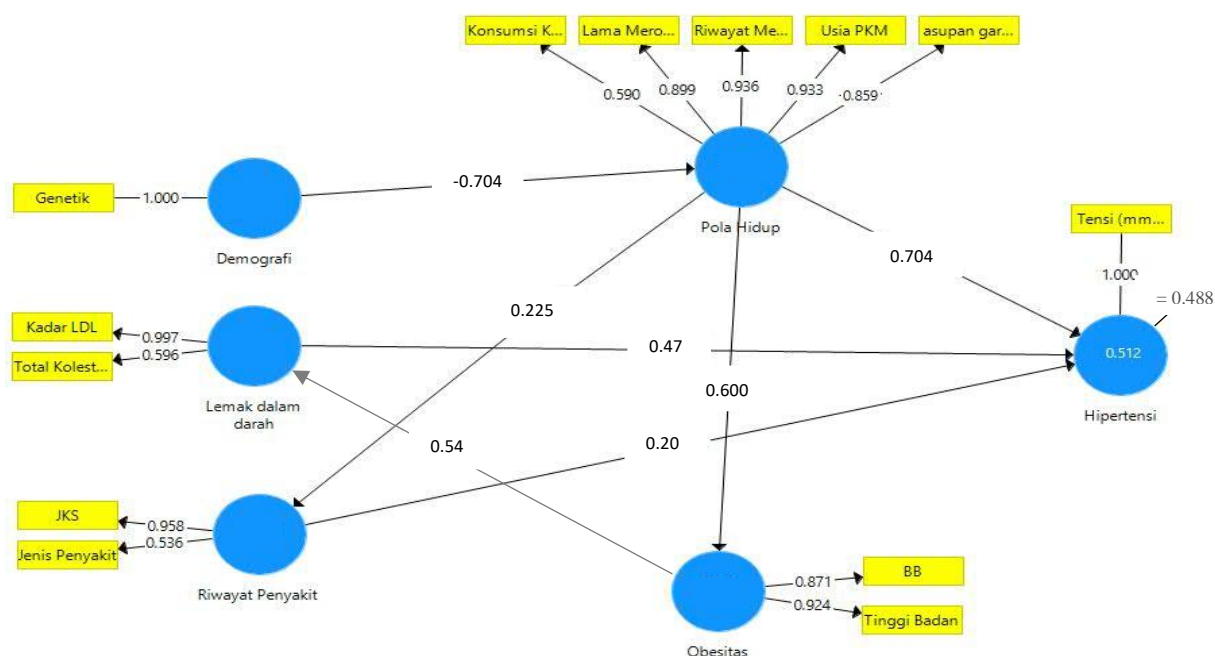 Konsumsi K...
Lama Mero...
Riwayat Me...
Usia PKM
asupan gar...
0.590
0.899
0.936
0.933
0.859
Genetik
1.000
Demografi
-0.704
Pola Hidup
Tensi (mm...
1.000
0.704
= 0.488
0.512
Hipertensi
0.225
Kadar LDL
0.997
Total Kolest...
0.596
Lemak dalam
darah
0.47
0.600
0.54
0.20
JKS
0.958
Jenis Penyakit
0.536
Riwayat Penyakit
BB
0.871
0.924
Tinggi Badan
Obesitas